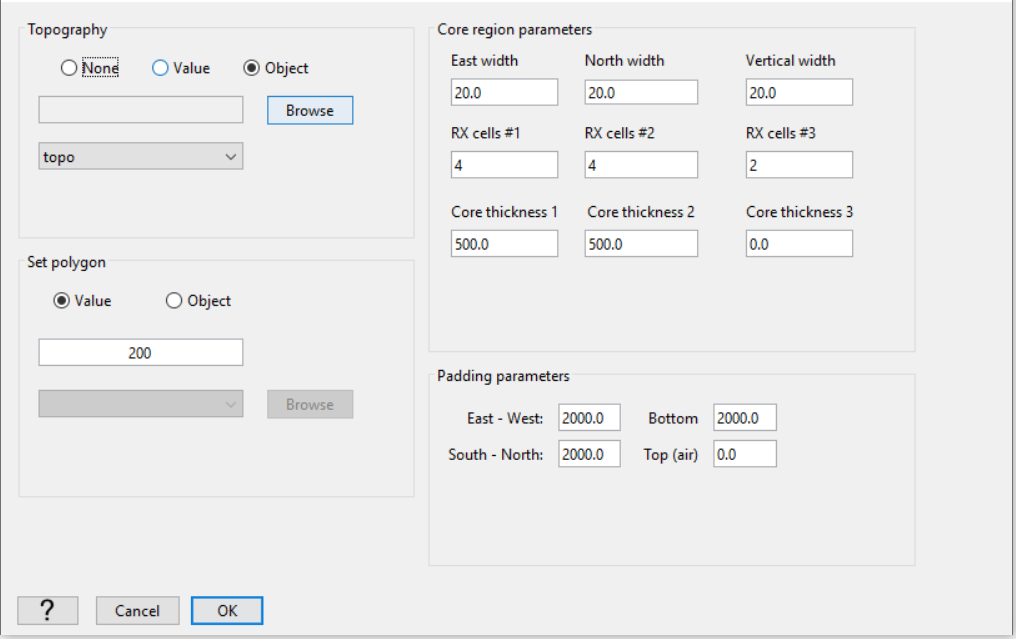 Topography
None Value Object
Browse
topo
Set polygon
Value Object
200
Browse
Core region parameters
East width North width Vertical width
20.0 20.0 20.0
RX cells #1 RX cells #2 RX cells #3
4 4 2
Core thickness 1 Core thickness 2 Core thickness 3
500.0 500.0 0.0
Padding parameters
East - West: 2000.0 Bottom 2000.0
South - North: 2000.0 Top (air) 0.0
? Cancel OK